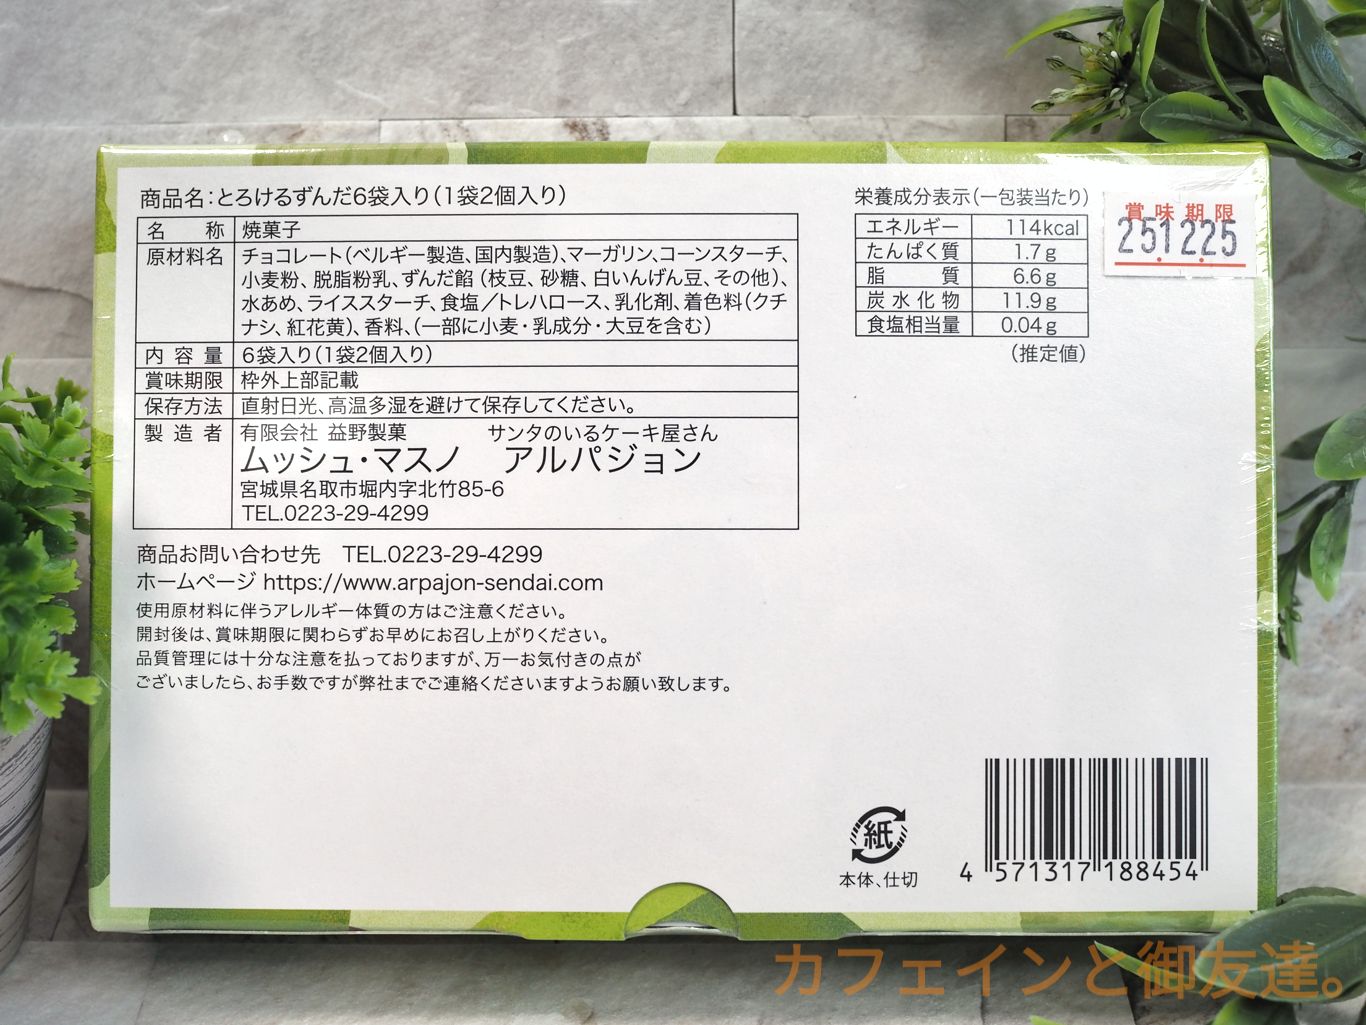 商品名:とろけるずんだ6袋入り(1袋2個入り)
名称 焼菓子
原材料名 チョコレート(ベルギー製造、国内製造)、マーガリン、コーンスターチ、
小麦粉、脱脂粉乳、ずんだ餡(枝豆、砂糖、白いんげん豆、その他)、
水あめ、ライススターチ、食塩/トレハロース、乳化剤、着色料(クチ
ナシ、紅花黄)、香料、(一部に小麦・乳成分・大豆を含む)
内容量 6袋入り(1袋2個入り)
賞味期限 枠外上部記載
保存方法 直射日光、高温多湿を避けて保存してください。
製造者 有限会社 益野製菓 サンタのいるケーキ屋さん
ムッシュ・マスノ アルパジョン
宮城県名取市堀内字北竹85-6
TEL.0223-29-4299
商品お問い合わせ先 TEL.0223-29-4299
ホームページ https://www.arpajon-sendai.com
使用原材料に伴うアレルギー体質の方はご注意ください。
開封後は、賞味期限に関わらずお早めにお召し上がりください。
品質管理には十分な注意を払っておりますが、万一お気付きの点が
ございましたら、お手数ですが弊社までご連絡くださいますようお願い致します。
栄養成分表示(一包装当たり)
エネルギー 114kcal
たんぱく質 1.7g
脂質 6.6g
炭水化物 11.9g
食塩相当量 0.04g
(推定値)
賞味期限
251225
紙
本体、仕切
4 571317 188454
カフェインと御友達。